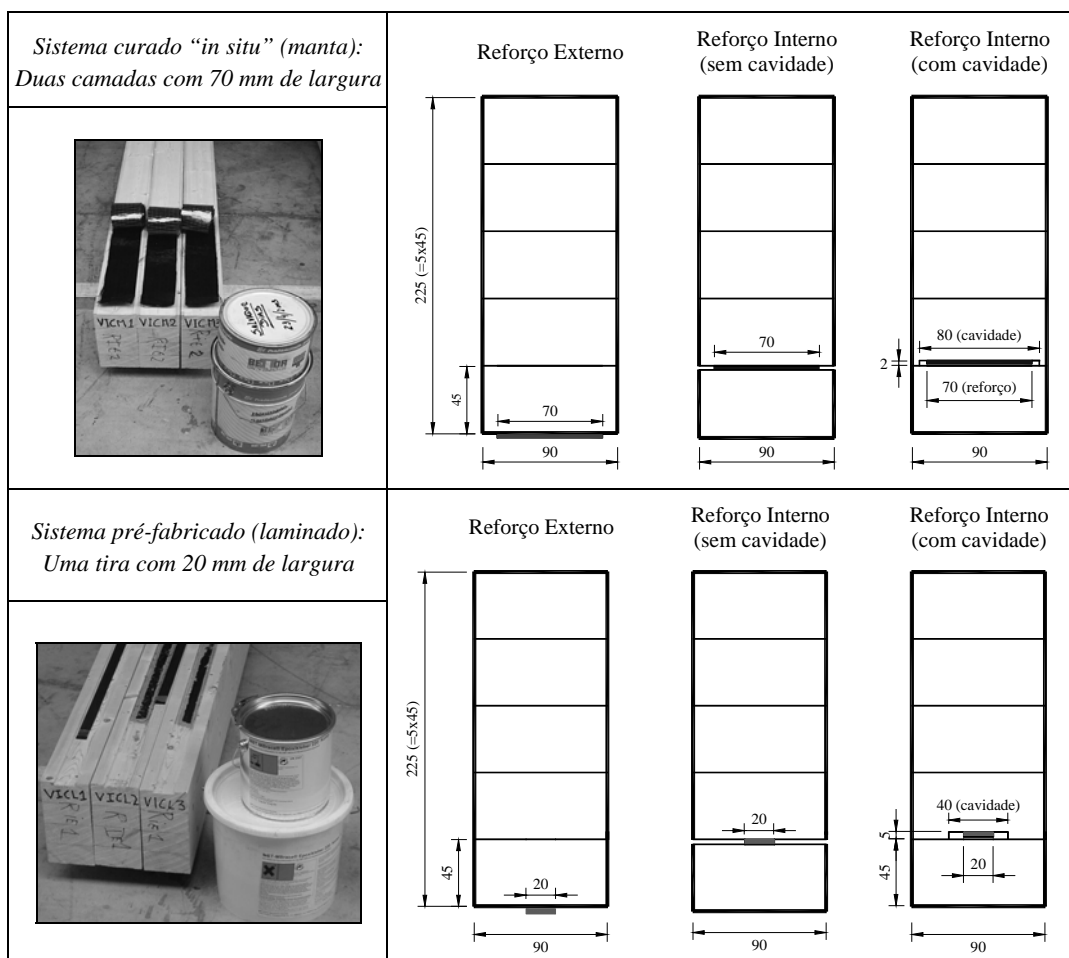 Sistema curado “in situ” (manta):
Duas camadas com 70 mm de largura
Reforço Externo
Reforço Interno
(sem cavidade)
Reforço Interno
(com cavidade)
VICM1 VICM2
225 (=5x45)
45
70
90
70
90
80 (cavidade)
2
70 (reforço)
90
Sistema pré-fabricado (laminado):
Uma tira com 20 mm de largura
Reforço Externo
Reforço Interno
(sem cavidade)
Reforço Interno
(com cavidade)
VICL1 VICL2 VICL3
225 (=5x45)
45
20
90
20
90
40 (cavidade)
5
45
20
90